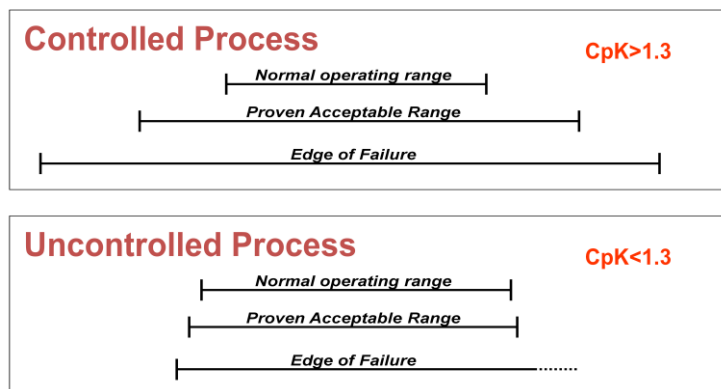 Controlled Process
CpK>1.3
Normal operating range
Proven Acceptable Range
Edge of Failure
Uncontrolled Process
CpK<1.3
Normal operating range
Proven Acceptable Range
Edge of Failure